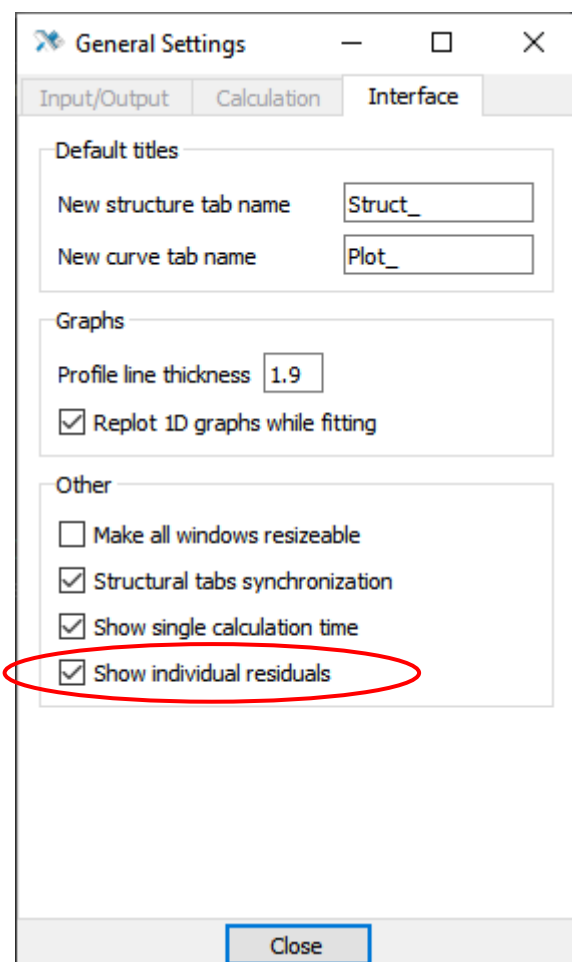 General Settings
Input/Output Calculation Interface
Default titles
New structure tab name Struct_
New curve tab name Plot_
Graphs
Profile line thickness 1.9
Replot 1D graphs while fitting
Other
Make all windows resizeable
Structural tabs synchronization
Show single calculation time
Show individual residuals
Close